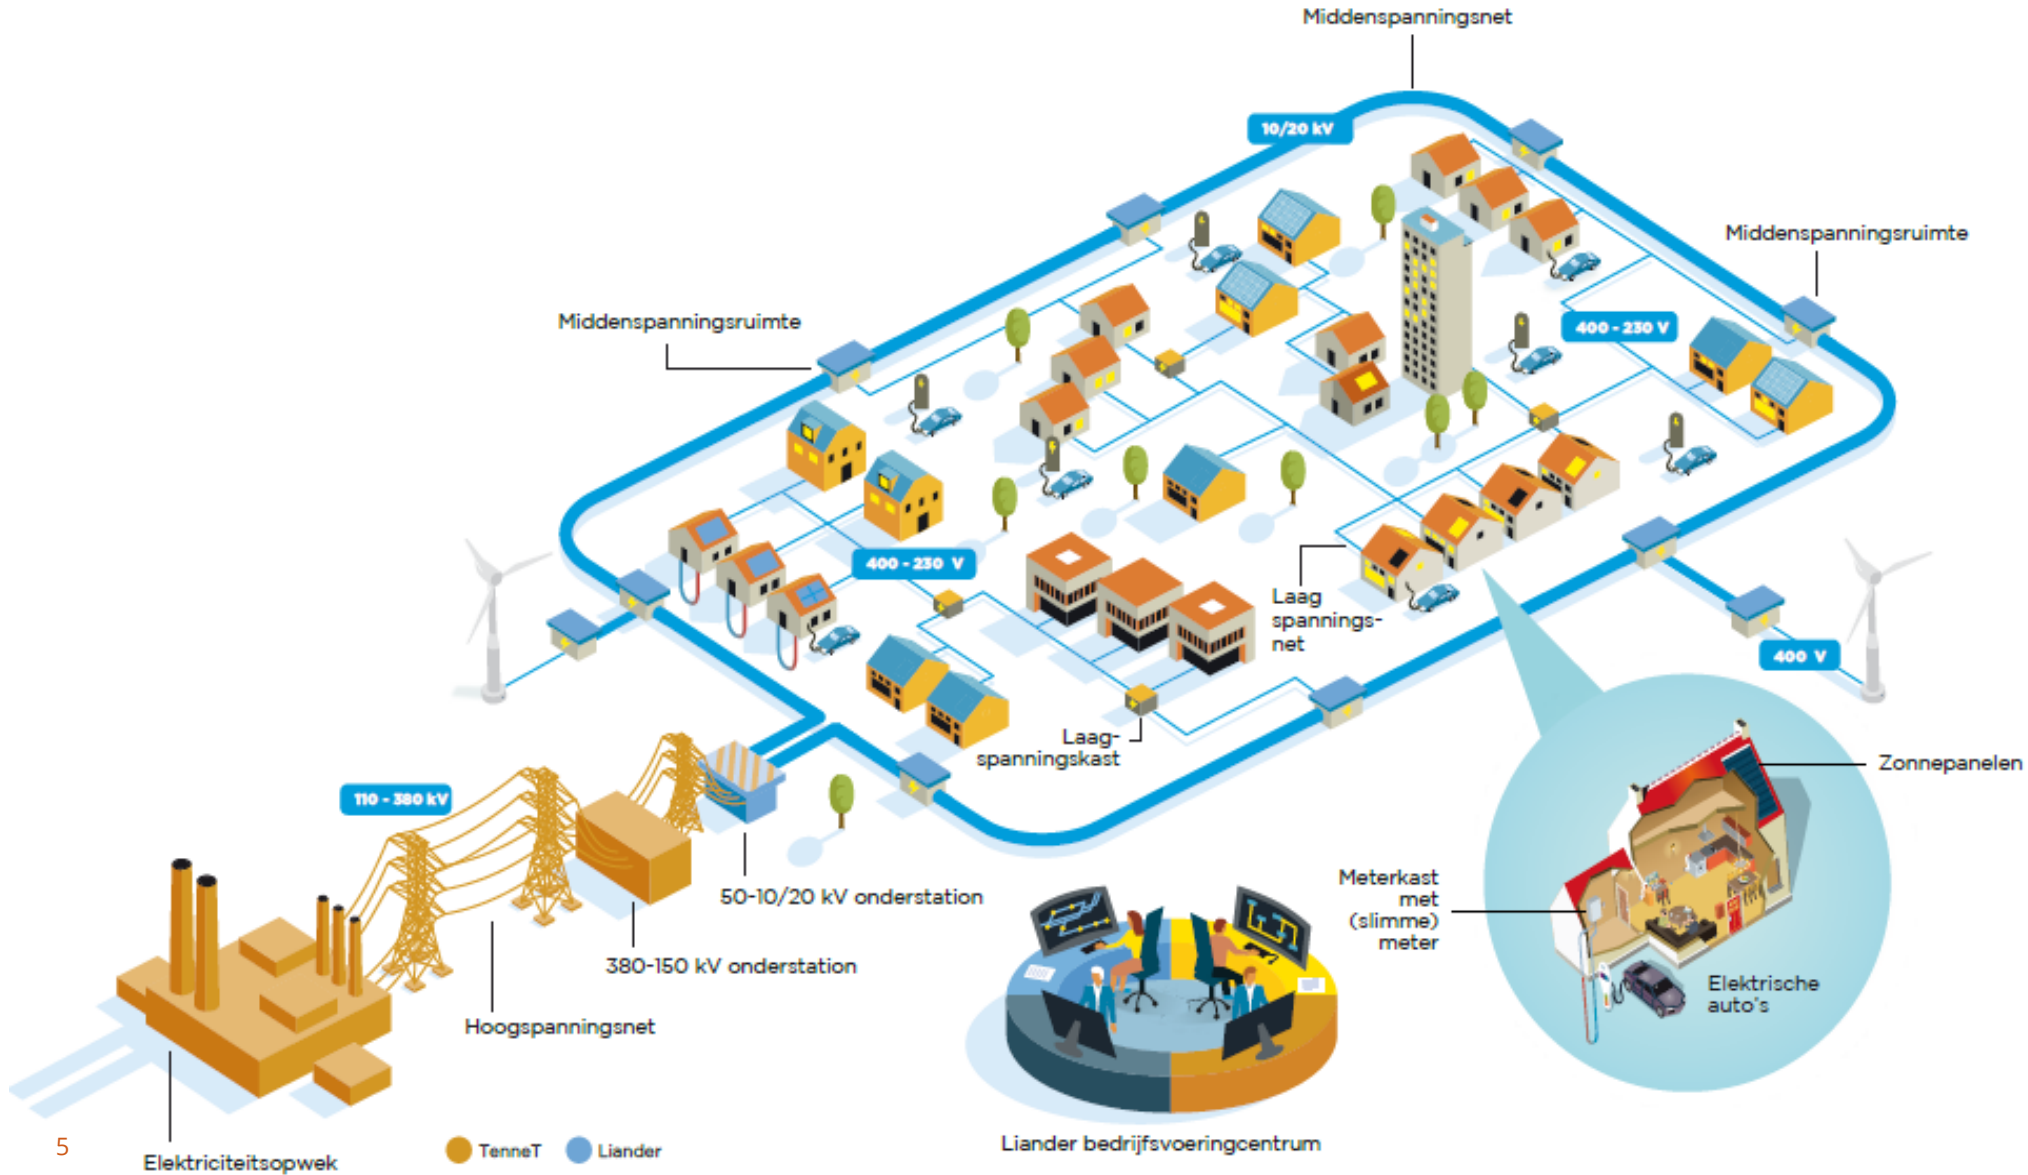 Middenspanningsnet
10/20 kV
Middenspanningsruimte
Middenspanningsruimte
400 - 230 V
400 - 230 V
Laag
spannings-
net
400 V
Laag-
spanningskast
Zonnepanelen
110 - 380 kV
50-10/20 kV onderstation
Meterkast
met
(slimme)
meter
380-150 kV onderstation
Elektrische
auto's
Hoogspanningsnet
Liander bedrijfsvoeringcentrum
5
TenneT
Liander
Elektriciteitsopwek